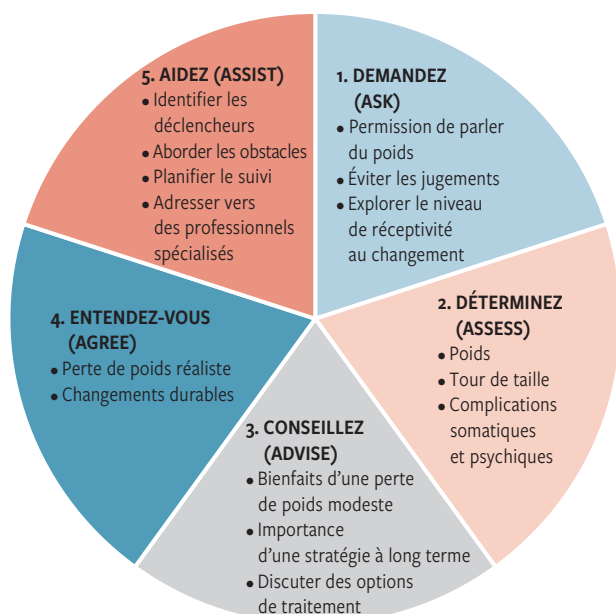 1. DEMANDEZ
(ASK)
• Permission de parler
du poids
• Éviter les jugements
• Explorer le niveau
de réceptivité
au changement
2. DÉTERMINEZ
(ASSESS)
• Poids
• Tour de taille
• Complications
somatiques
et psychiques
3. CONSEILLEZ
(ADVISE)
• Bienfaits d’une perte
de poids modeste
• Importance
d’une stratégie à long terme
• Discuter des options
de traitement
4. ENTENDEZ-VOUS
(AGREE)
• Perte de poids réaliste
• Changements durables
5. AIDEZ (ASSIST)
• Identifier les
déclencheurs
• Aborder les obstacles
• Planifier le suivi
• Adresser vers
des professionnels
spécialisés